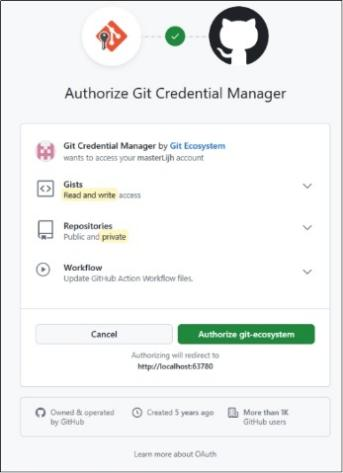 Authorize Git Credential Manager
Git Credential Manager by Git Ecosystem
wants to access your masterLijh account
Gists
Read and write access
Repositories
Public and private
Workflow
Update GitHub Action Workflow files.
Cancel
Authorize git-ecosystem
Authorizing will redirect to
http://localhost:63780
Owned & operated
by GitHub
Created 5 years ago
More than 1K
GitHub users
Learn more about OAuth